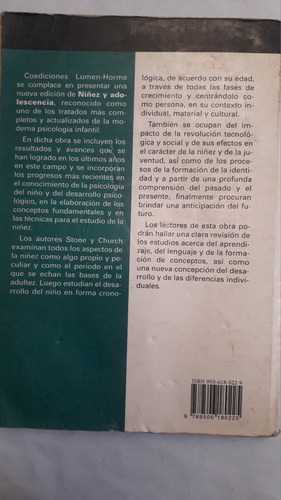 Coediciones Lumen-Hormé
se complace en presentar una
nueva edición de Niñez y ado-
lescencia, reconocido como
uno de los tratados más com-
pletos y actualizados de la mo-
derna psicología infantil.
En dicha obra se incluyen los
resultados y avances que se
han logrado en los últimos años
en este campo y se incorporan
los progresos más recientes en
el conocimiento de la psicología
del niño y del desarrollo psico-
lógico, en la elaboración de los
conceptos fundamentales y en
las técnicas para el estudio de la
niñez.
Los autores Stone y Church
examinan todos los aspectos de
la niñez como algo propio y pe-
culiar y como el período en el
que se echan las bases de la
adultez. Luego estudian el desa-
rrollo del niño en forma crono-
lógica, de acuerdo con su edad,
a través de todas las fases de
crecimiento y centrándolo
como persona, en su contexto
individual, material y cultural.
También se ocupan del
impacto de la revolución tecnoló-
gica y social y de sus efectos en
el carácter de la niñez y de la ju-
ventud, así como de los proce-
sos de la formación de la identi-
dad y a partir de una profunda
comprensión del pasado y el
presente, finalmente procuran
brindar una anticipación del fu-
turo.
Los lectores de esta obra po-
drán hallar una clara revisión de
los estudios acerca del aprendi-
zaje, del lenguaje y de la forma-
ción de conceptos, así como
una nueva concepción del desa-
rrollo y de las diferencias indivi-
duales.
ISBN 950-618-022-9
9 789506 180225